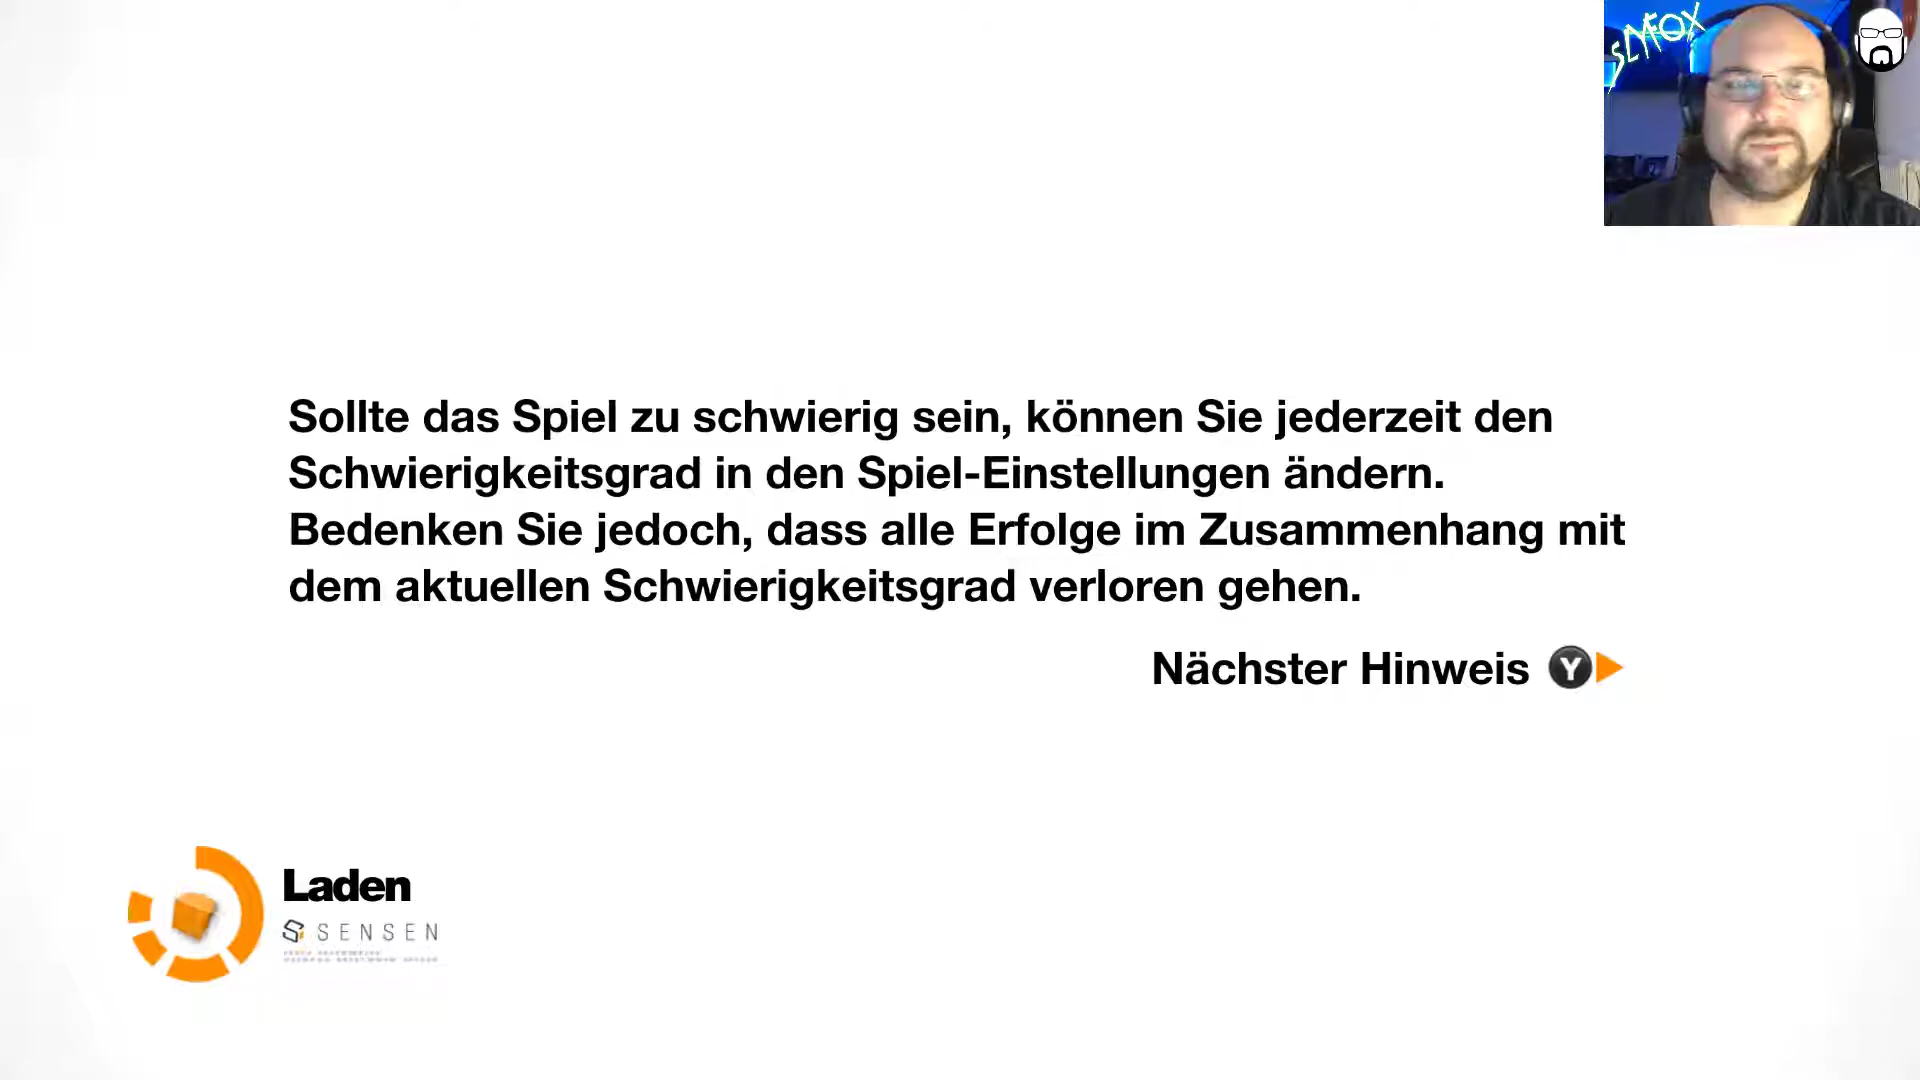 SLYFOX
Sollte das Spiel zu schwierig sein, können Sie jederzeit den
Schwierigkeitsgrad in den Spiel-Einstellungen ändern.
Bedenken Sie jedoch, dass alle Erfolge im Zusammenhang mit
dem aktuellen Schwierigkeitsgrad verloren gehen.
Nächster Hinweis Y
Laden
SENSEN